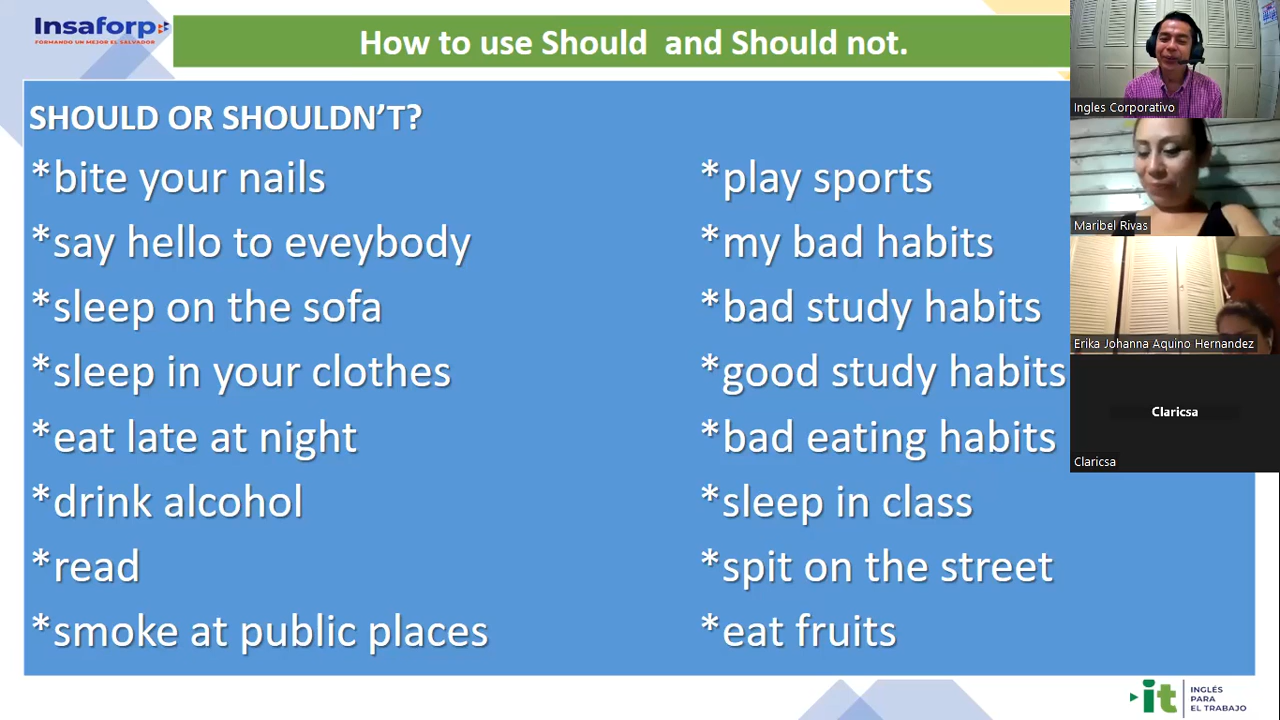 Insaforp
FORMANDO UN MEJOR EL SALVADOR
How to use Should and Should not.
SHOULD OR SHOULDN'T?
*bite your nails
*say hello to eveybody
*sleep on the sofa
*sleep in your clothes
*eat late at night
*drink alcohol
*read
*smoke at public places
*play sports
*my bad habits
*bad study habits
*good study habits
*bad eating habits
*sleep in class
*spit on the street
*eat fruits
Ingles Corporativo
Maribel Rivas
Erika Johanna Aquino Hernandez
Claricsa
Claricsa
it
INGLÉS
PARA
EL TRABAJO